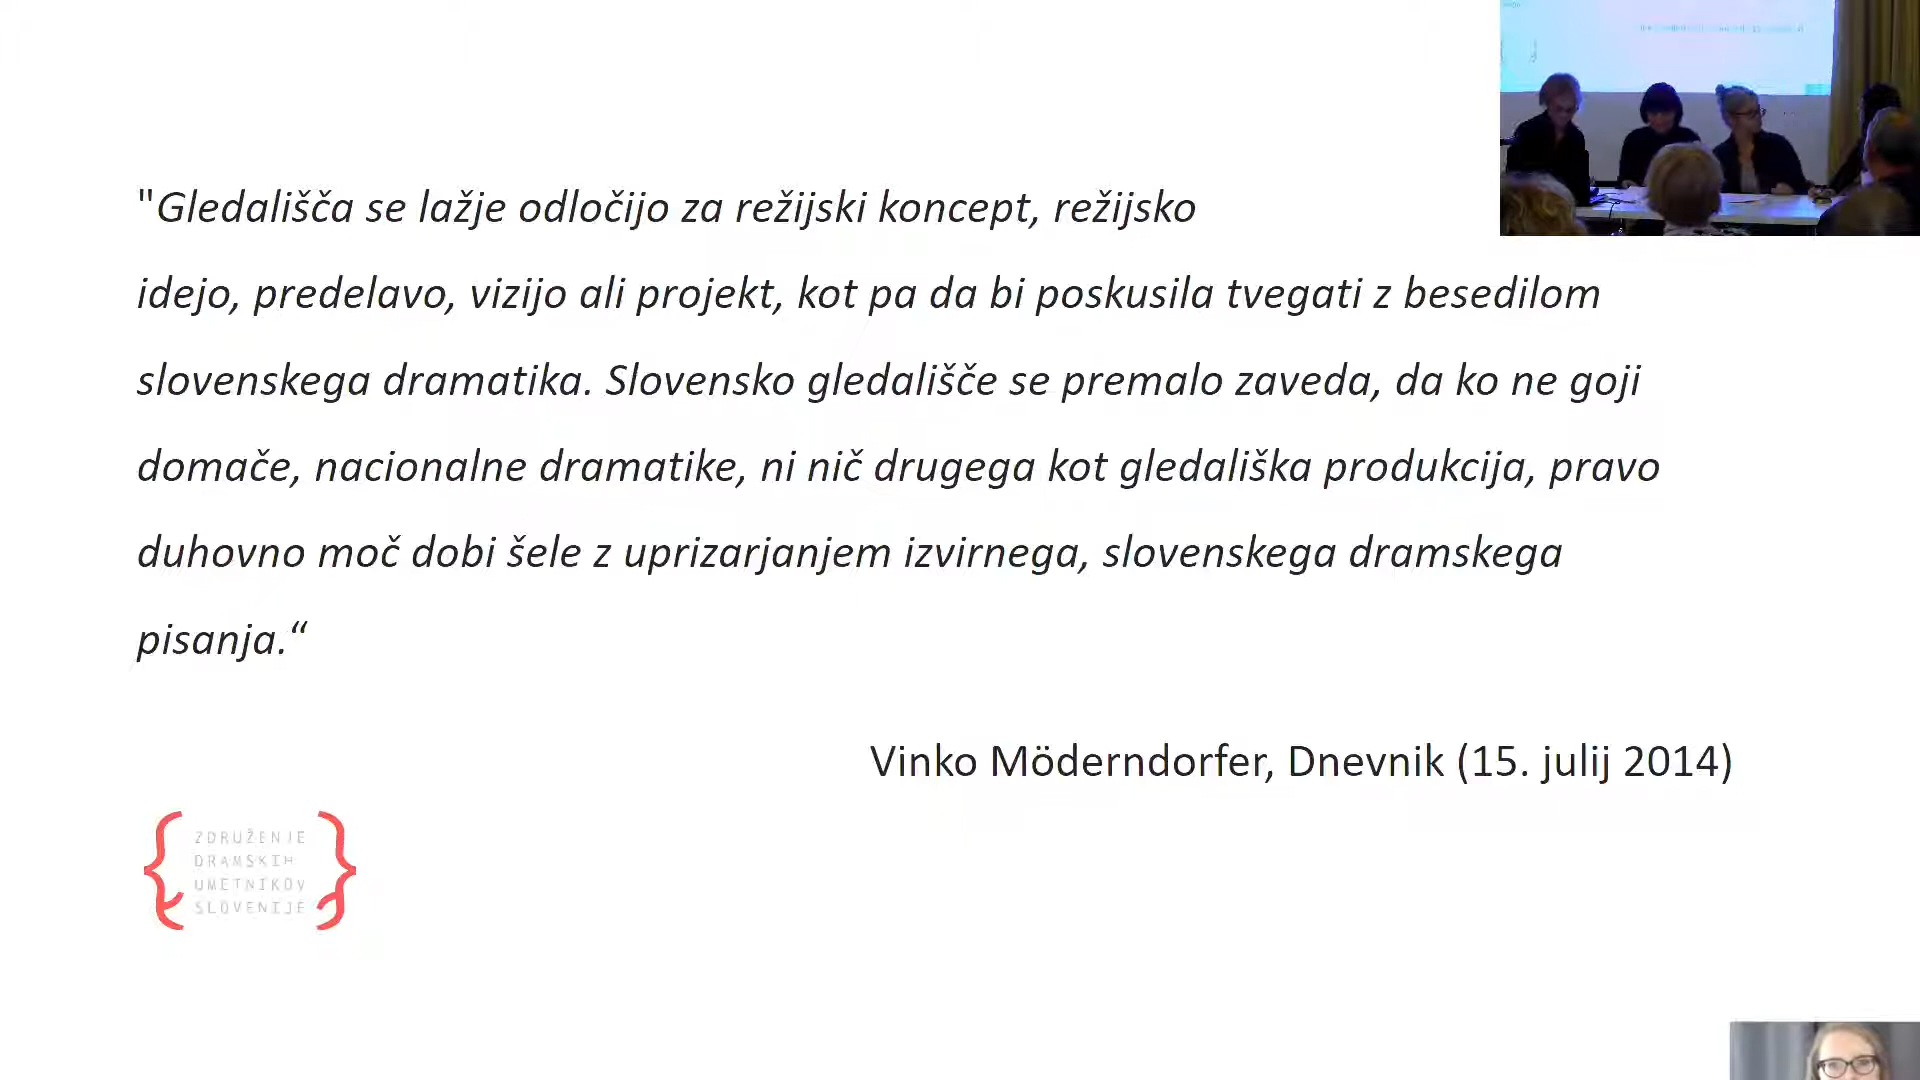 "Gledališča se lažje odločijo za režijski koncept, režijsko
idejo, predelavo, vizijo ali projekt, kot pa da bi poskusila tvegati z besedilom
slovenskega dramatika. Slovensko gledališče se premalo zaveda, da ko ne goji
domače, nacionalne dramatike, ni nič drugega kot gledališka produkcija, pravo
duhovno moč dobi šele z uprizarjanjem izvirnega, slovenskega dramskega
pisanja.“
Vinko Möderndorfer, Dnevnik (15. julij 2014)
ZDRUŽENJE
DRAMSKIH
UMETNIKOV
SLOVENIJE